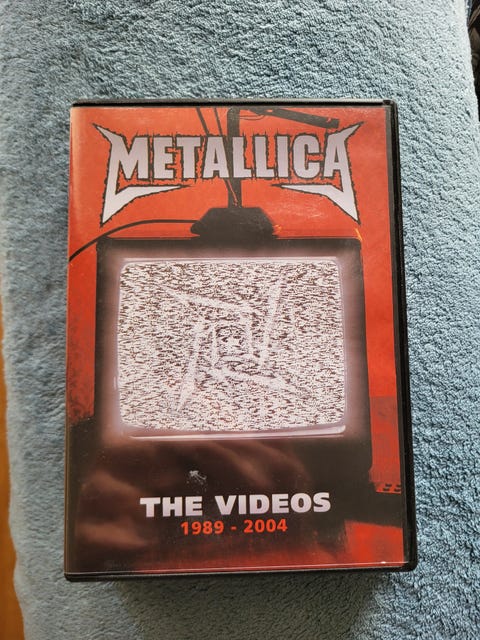 METALLICA
THE VIDEOS
1989 - 2004